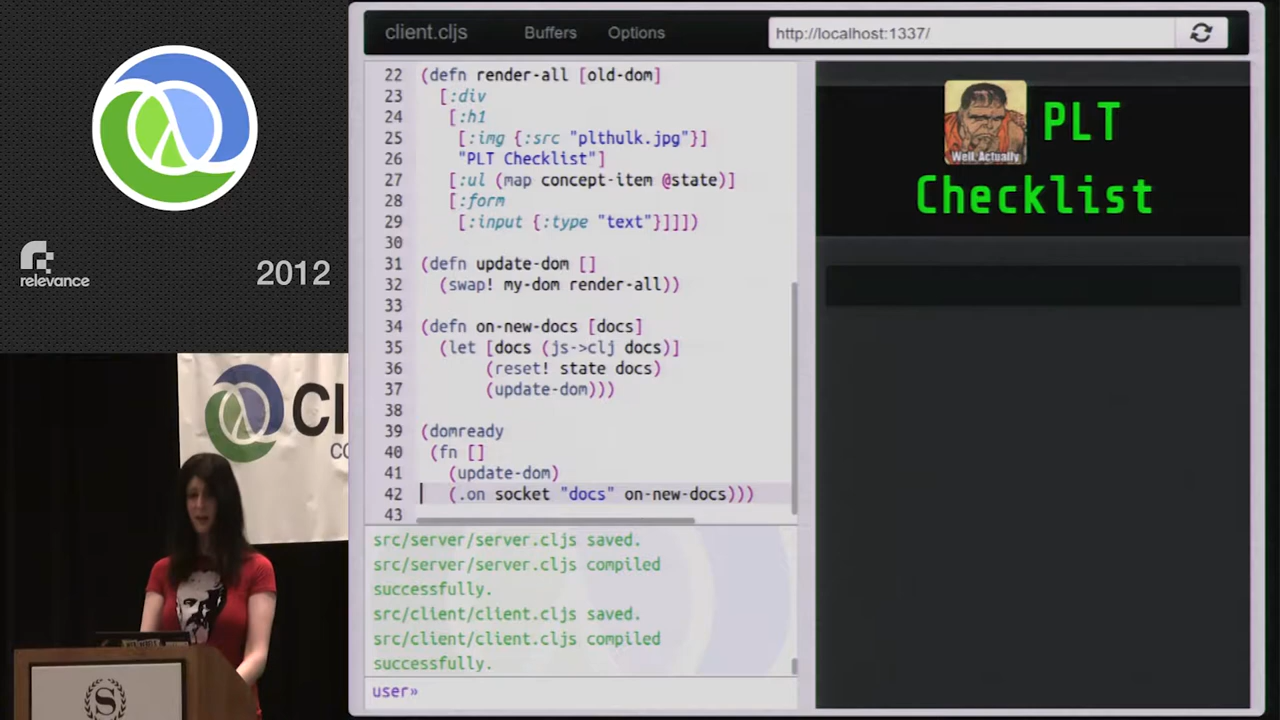 client.cljs Buffers Options http://localhost:1337/
22 (defn render-all [old-dom]
23 [:div
24 [:h1
25 [:img {:src "plthulk.jpg"}]
26 "PLT Checklist"]
27 [:ul (map concept-item @state)]
28 [:form
29 [:input {:type "text"}]]])
30
31 (defn update-dom []
32 (swap! my-dom render-all))
33
34 (defn on-new-docs [docs]
35 (let [docs (js->clj docs)]
36 (reset! state docs)
37 (update-dom)))
38
39 (domready
40 (fn []
41 (update-dom)
42 (.on socket "docs" on-new-docs)))
43
src/server/server.cljs saved.
src/server/server.cljs compiled
successfully.
src/client/client.cljs saved.
src/client/client.cljs compiled
successfully.
user»
Well, Actually
PLT
Checklist
relevance
2012
Cl
CO
S